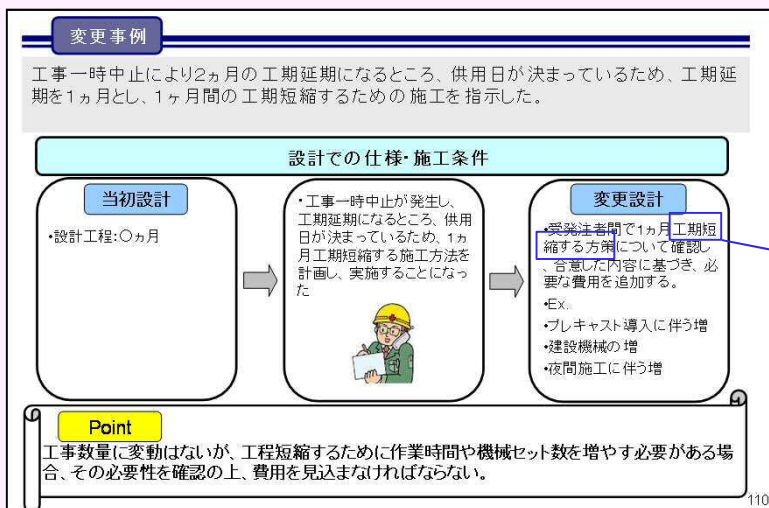 変更事例
工事一時中止により2ヵ月の工期延期になるところ、供用日が決まっているため、工期延
期を1ヵ月とし、1ヶ月間の工期短縮するための施工を指示した。
設計での仕様・施工条件
当初設計
•設計工程:〇ヵ月
・工事一時中止が発生し、
工期延期になるところ、供用
日が決まっているため、1ヵ
月工期短縮する施工方法を
計画し、実施することになっ
た
変更設計
•受発注者間で1ヵ月工期短
縮する方策について確認し
、合意した内容に基づき、必
要な費用を追加する。
•Ex.
•プレキャスト導入に伴う増
•建設機械の増
•夜間施工に伴う増
Point
工事数量に変動はないが、工程短縮するために作業時間や機械セット数を増やす必要がある場
合、その必要性を確認の上、費用を見込まなければならない。
110